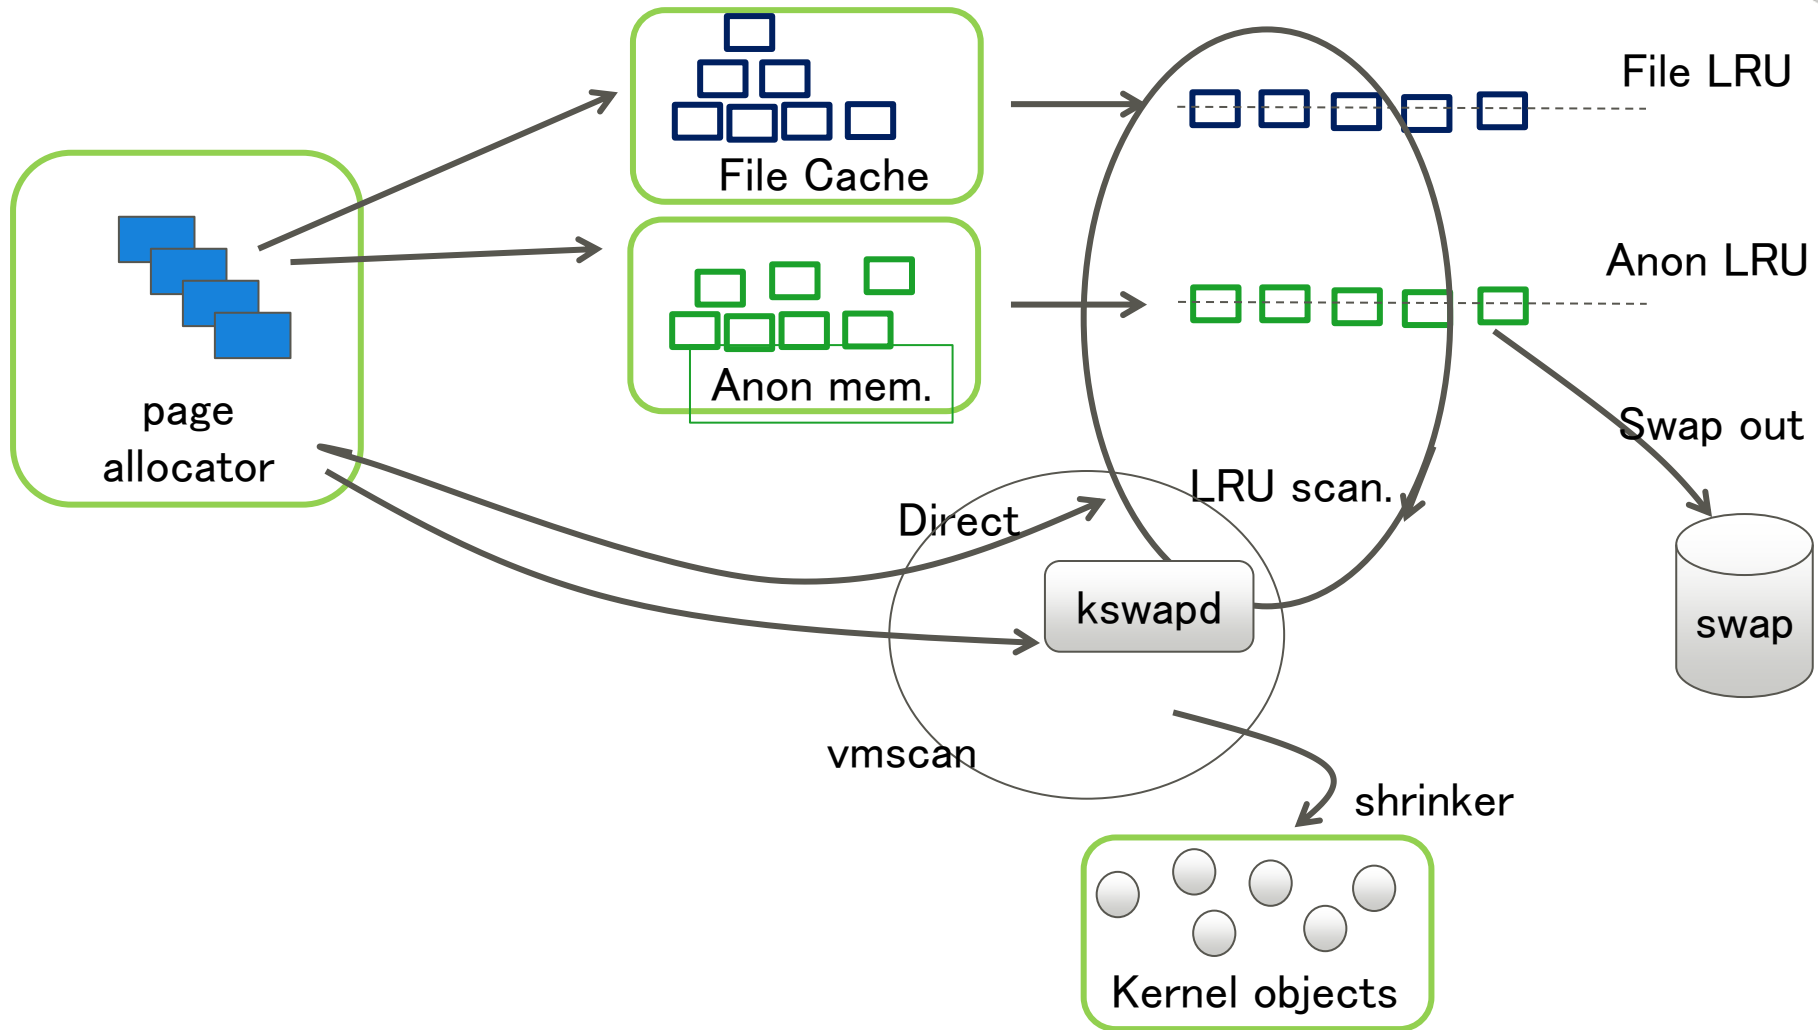 File LRU
File Cache
Anon LRU
Anon mem.
page
allocator
Swap out
LRU scan.
Direct
kswapd
swap
vmscan
shrinker
Kernel objects